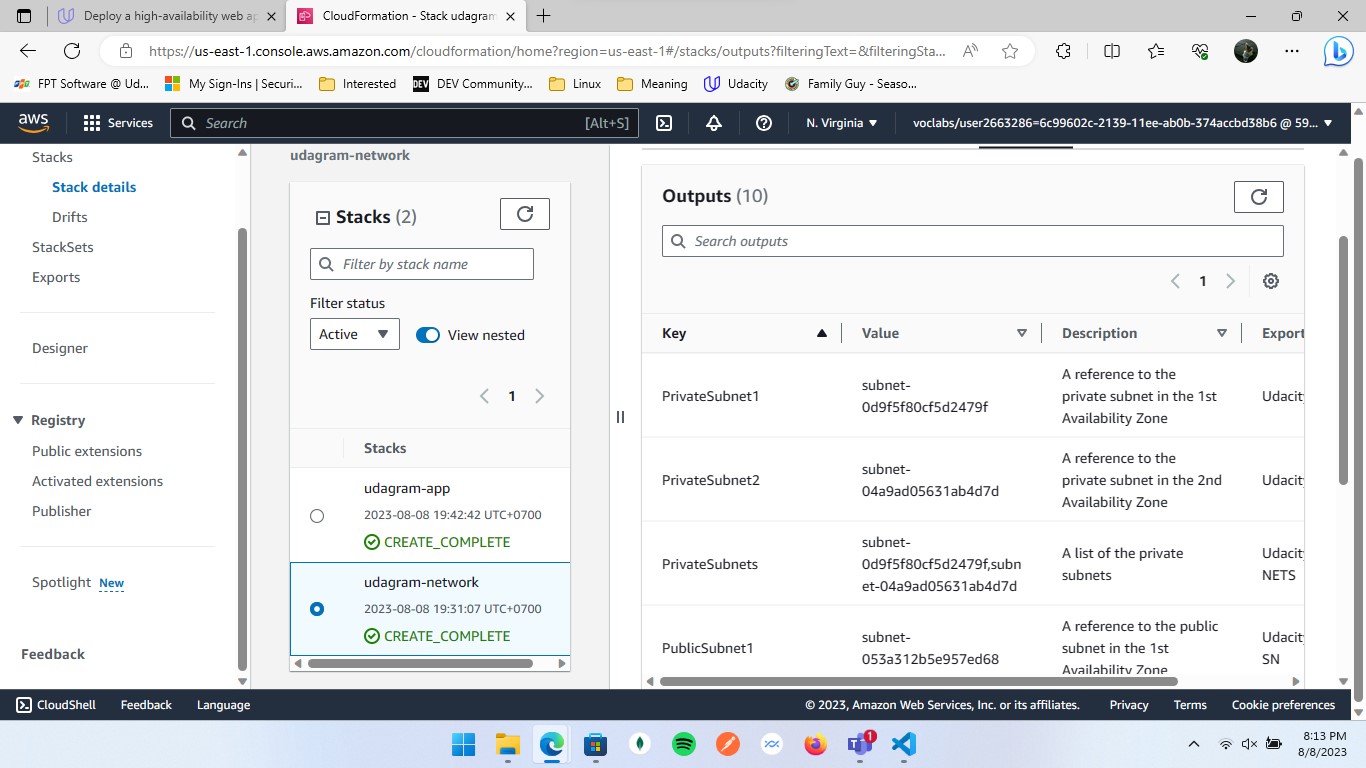 Deploy a high-availability web ap
CloudFormation - Stack udagram
https://us-east-1.console.aws.amazon.com/cloudformation/home?region=us-east-1#/stacks/outputs?filteringText=&filteringSta...
FPT Software @ Ud...
My Sign-Ins | Securi...
Interested
DEV
DEV Community...
Linux
Meaning
Udacity
Family Guy - Seaso...
aws
Services
Search
[Alt+S]
N. Virginia
voclabs/user2663286=6c99602c-2139-11ee-ab0b-374accbd38b6 @ 59...
Stacks
Stack details
Drifts
StackSets
Exports
Designer
Registry
Public extensions
Activated extensions
Publisher
Spotlight New
Feedback
udagram-network
Stacks (2)
Filter by stack name
Filter status
Active
View nested
1
Stacks
udagram-app
2023-08-08 19:42:42 UTC+0700
CREATE_COMPLETE
udagram-network
2023-08-08 19:31:07 UTC+0700
CREATE_COMPLETE
Outputs (10)
Search outputs
1
Key
Value
Description
Export
PrivateSubnet1
subnet-
0d9f5f80cf5d2479f
A reference to the
private subnet in the 1st
Availability Zone
Udacit
PrivateSubnet2
subnet-
04a9ad05631ab4d7d
A reference to the
private subnet in the 2nd
Availability Zone
Udacit
PrivateSubnets
subnet-
0d9f5f80cf5d2479f,subn
et-04a9ad05631ab4d7d
A list of the private
subnets
Udacit
NETS
PublicSubnet1
subnet-
053a312b5e957ed68
A reference to the public
subnet in the 1st
Availability Zone
Udacit
SN
CloudShell
Feedback
Language
© 2023, Amazon Web Services, Inc. or its affiliates.
Privacy
Terms
Cookie preferences
1
8:13 PM
8/8/2023